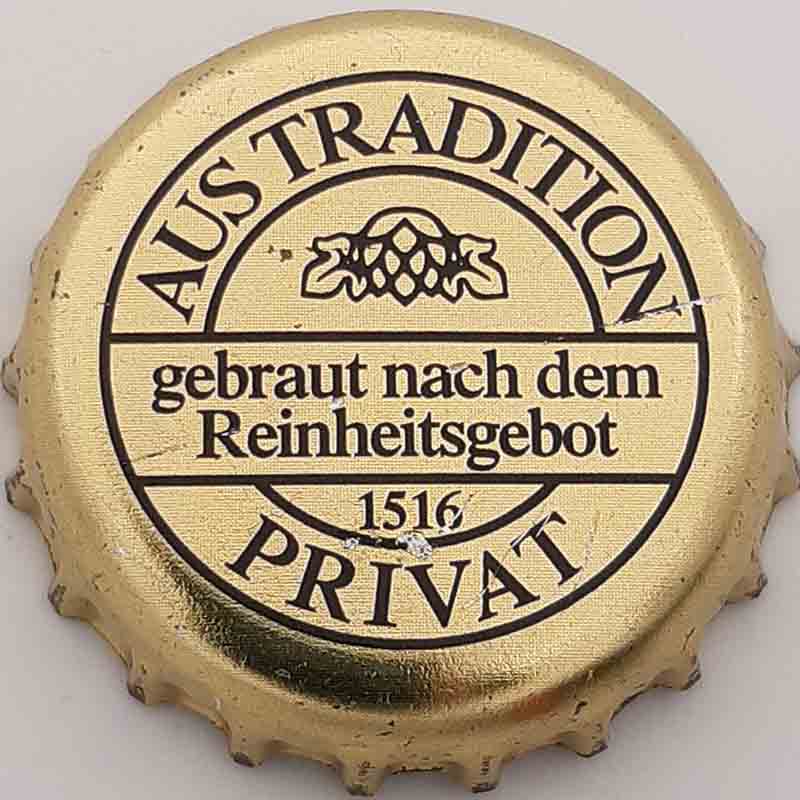 AUS TRADITION
gebraut nach dem
Reinheitsgebot
1516
PRIVAT